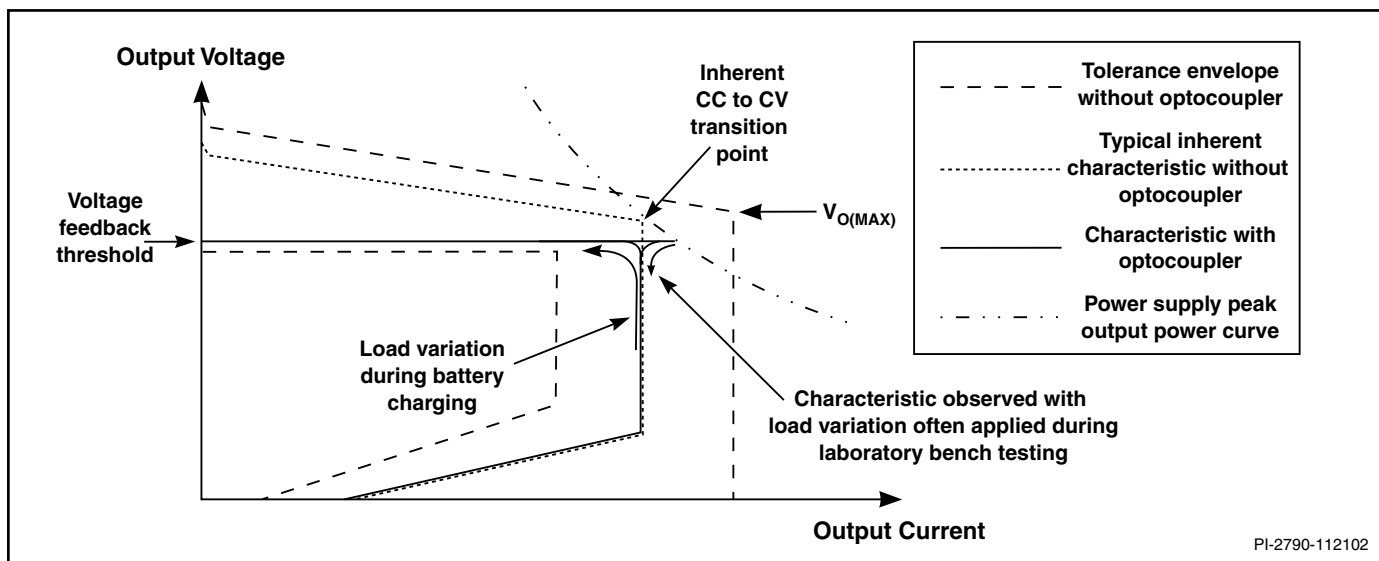 Output Voltage
Inherent
CC to CV
transition
point
Tolerance envelope
without optocoupler
Typical inherent
characteristic without
optocoupler
Characteristic with
optocoupler
Power supply peak
output power curve
Voltage
feedback
threshold
VO(MAX)
Load variation
during battery
charging
Characteristic observed with
load variation often applied during
laboratory bench testing
Output Current
PI-2790-112102